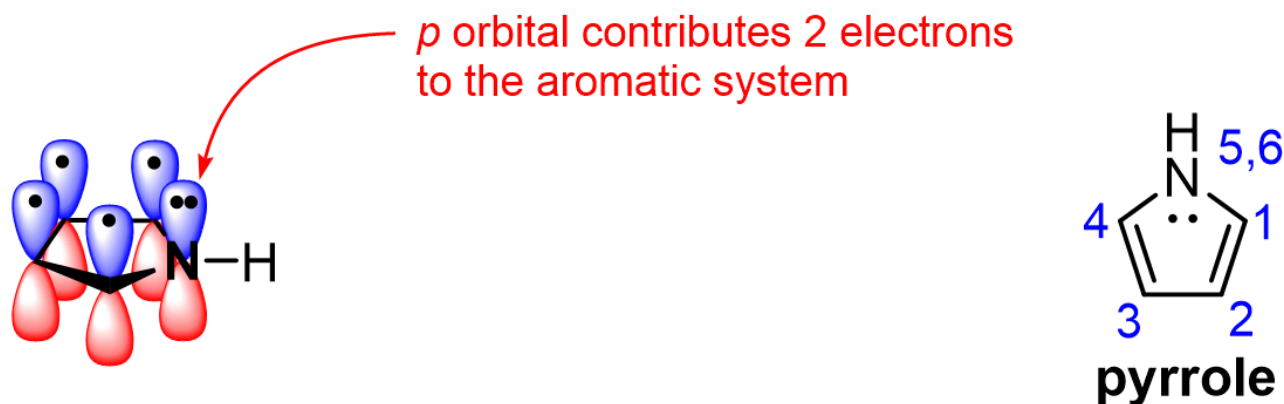 p orbital contributes 2 electrons
to the aromatic system
N-H
H
N
5,6
4
1
3
2
pyrrole